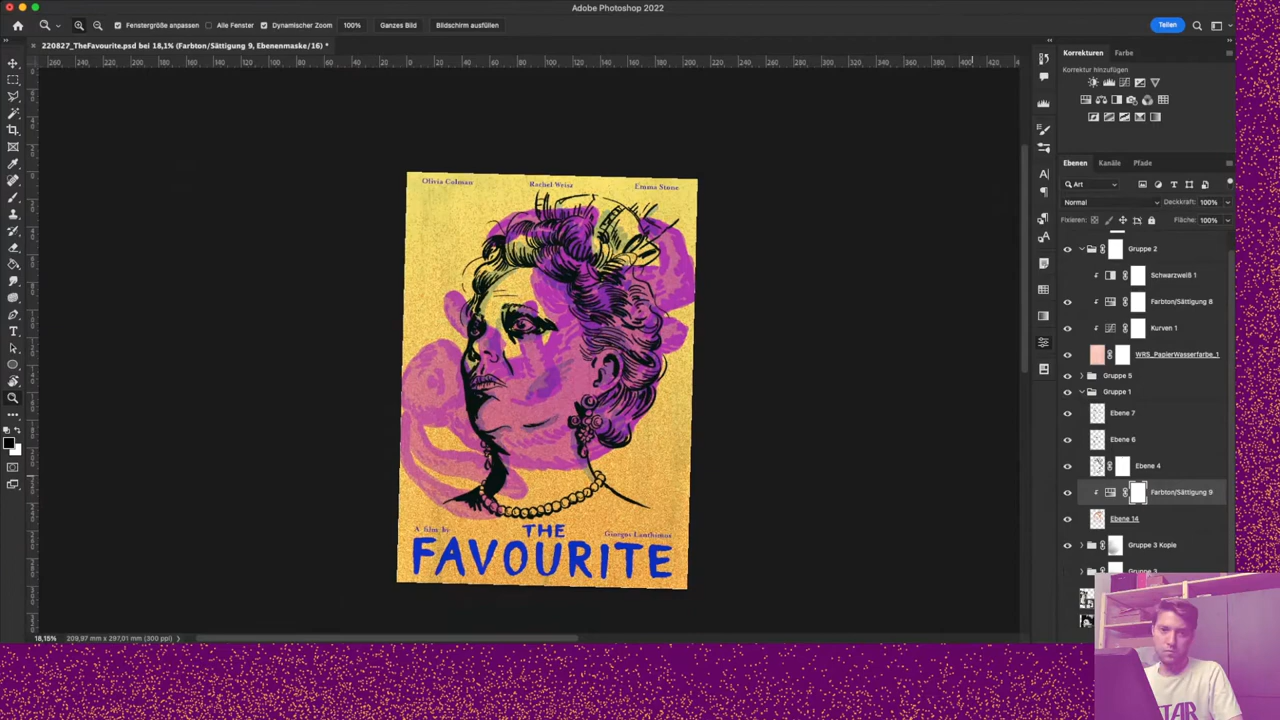 Adobe Photoshop 2022
Fenstergröße anpassen Alle Fenster Dynamischer Zoom 100% Ganzes Bild Bildschirm ausfüllen Teilen
220827_TheFavourite.psd bei 18,1% (Farbton/Sättigung 9, Ebenenmaske/16) *
Korrekturen Farbe
Korrektur hinzufügen
Ebenen Kanäle Pfade
Art
Normal Deckkraft: 100%
Fixieren: Fläche: 100%
Gruppe 2
Schwarzweiß 1
Farbton/Sättigung 8
Kurven 1
WRS_PapierWasserfarbe_1
Gruppe 5
Gruppe 1
Ebene 7
Ebene 6
Ebene 4
Farbton/Sättigung 9
Ebene 14
Gruppe 3 Kopie
Gruppe 3
Olivia Colman Rachel Weisz Emma Stone
A film by Giorgos Lanthimos
THE
FAVOURITE
18,15% 209,97 mm x 297,01 mm (300 ppi)
STAR